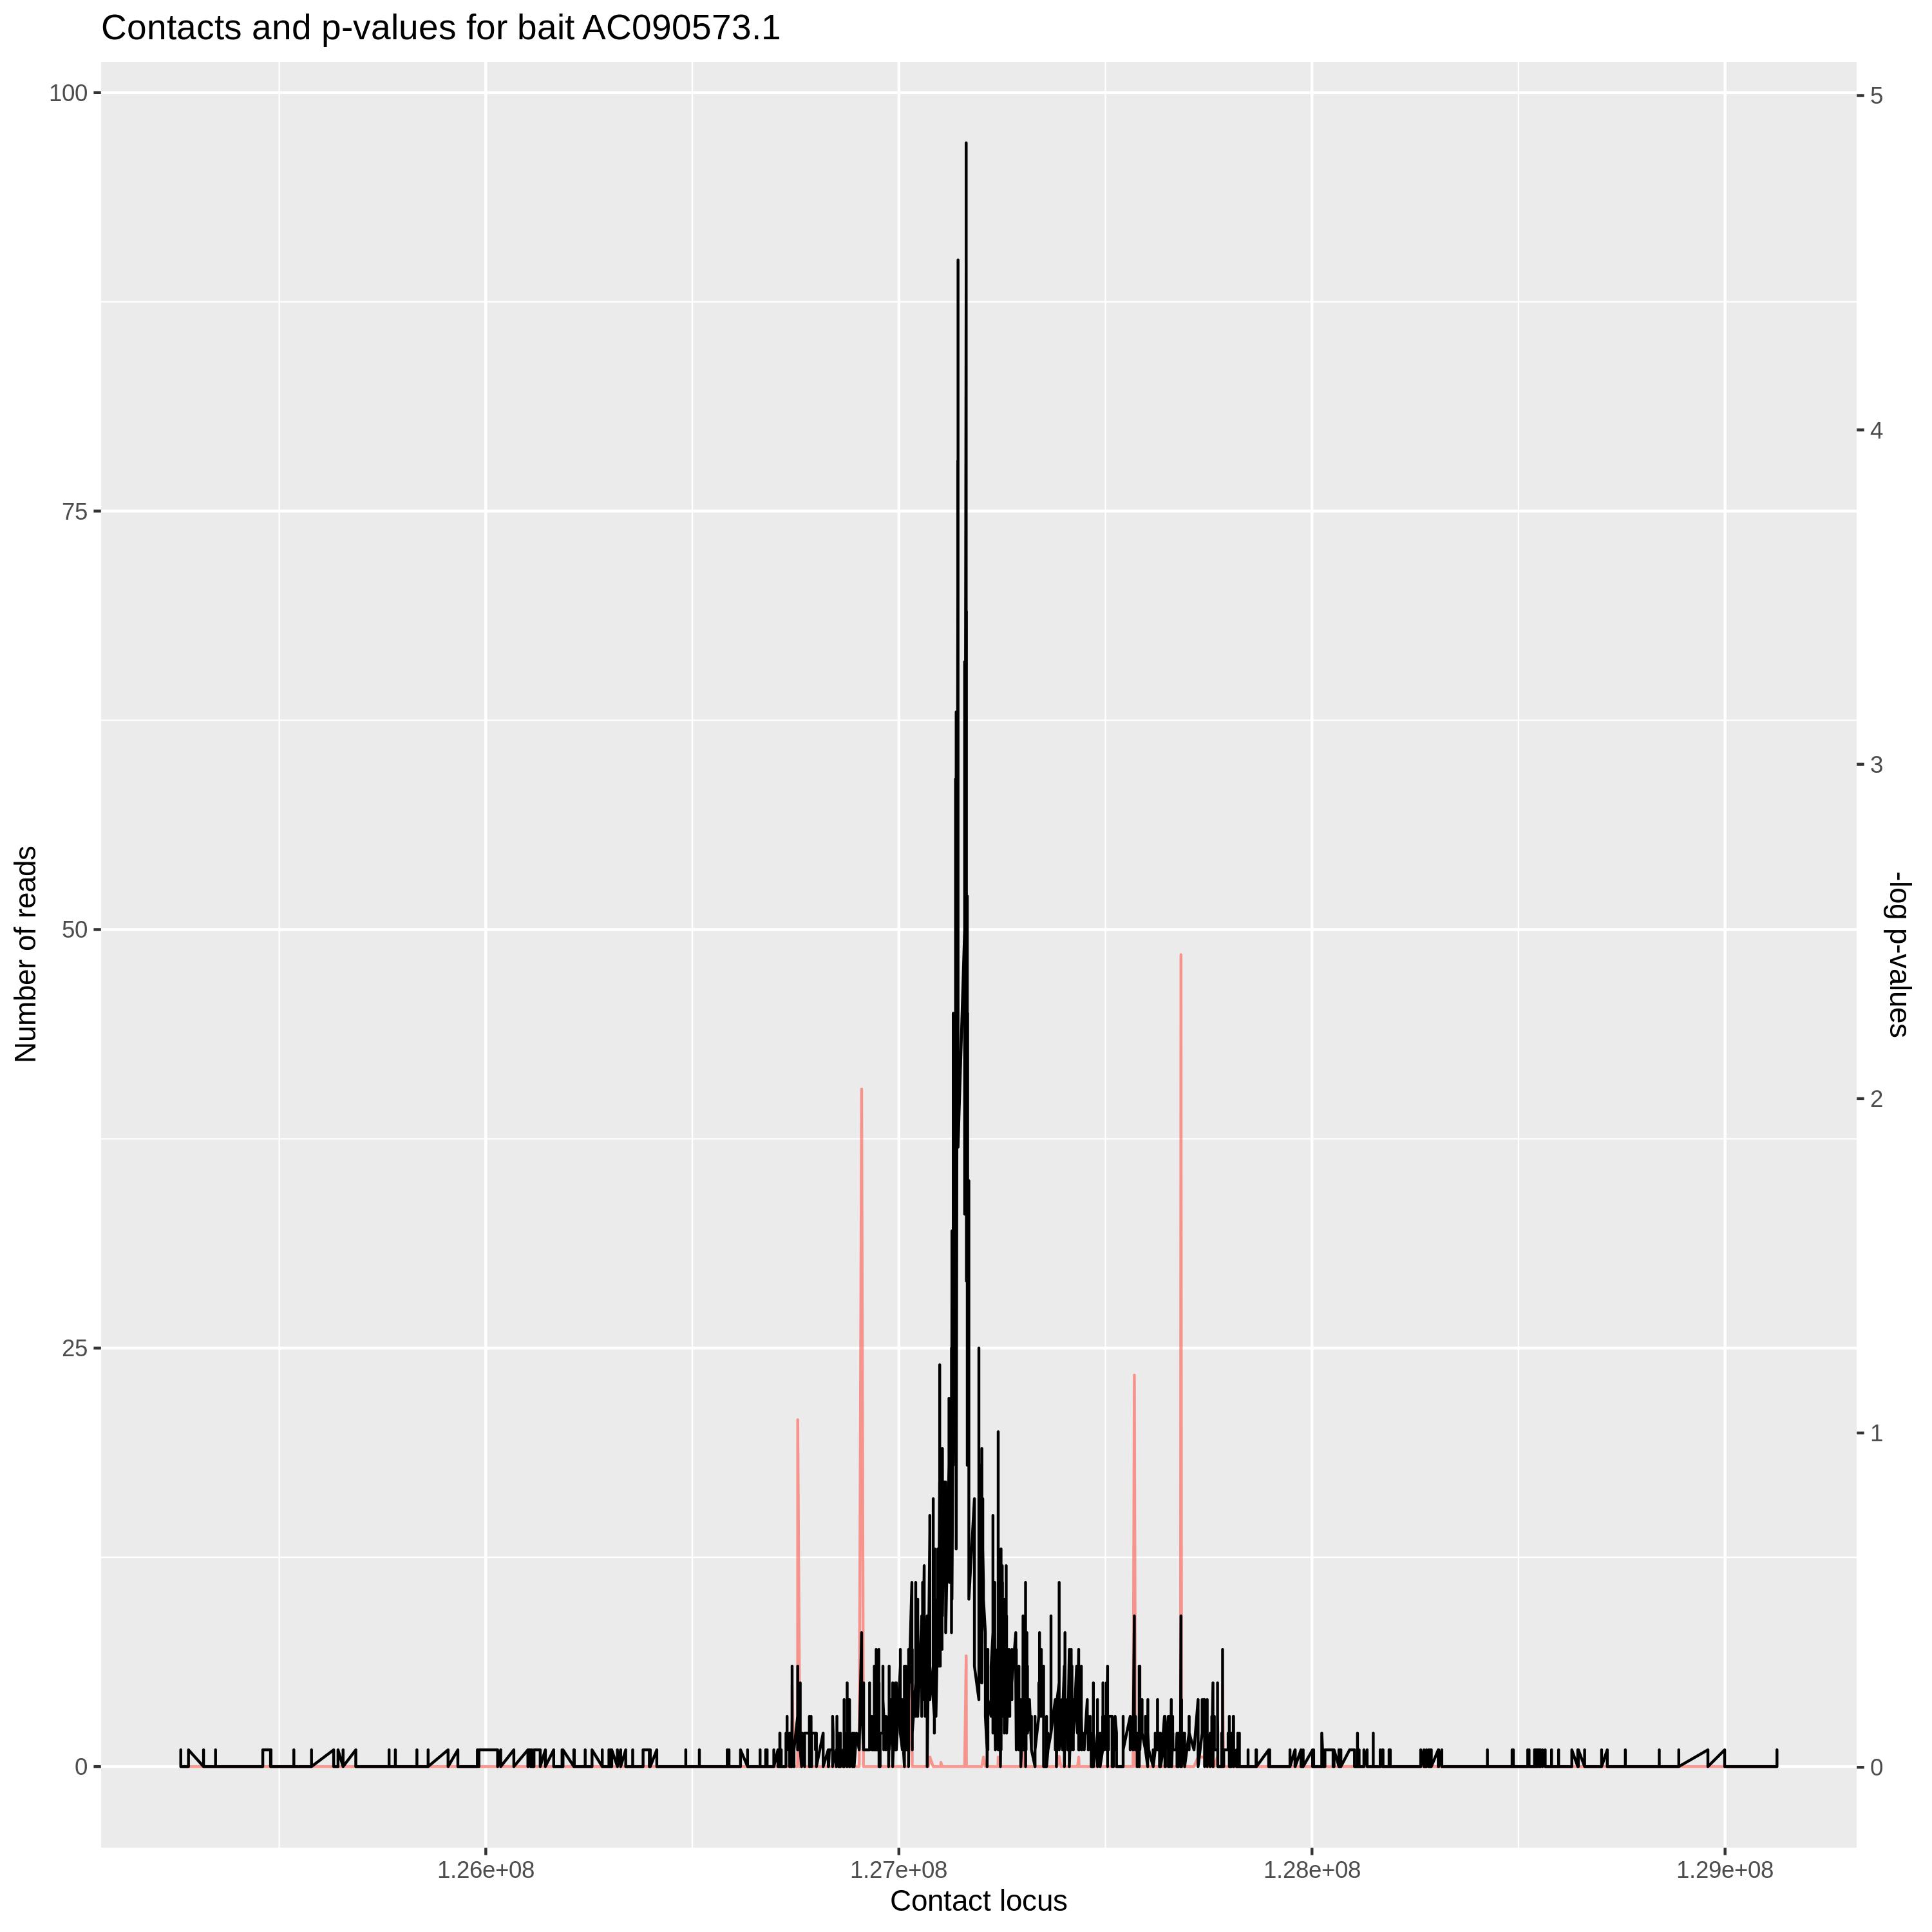 Contacts and p-values for bait AC090573.1
100
75
50
25
0
Number of reads
5
4
3
2
1
0
-log p-values
1.26e+08
1.27e+08
1.28e+08
1.29e+08
Contact locus